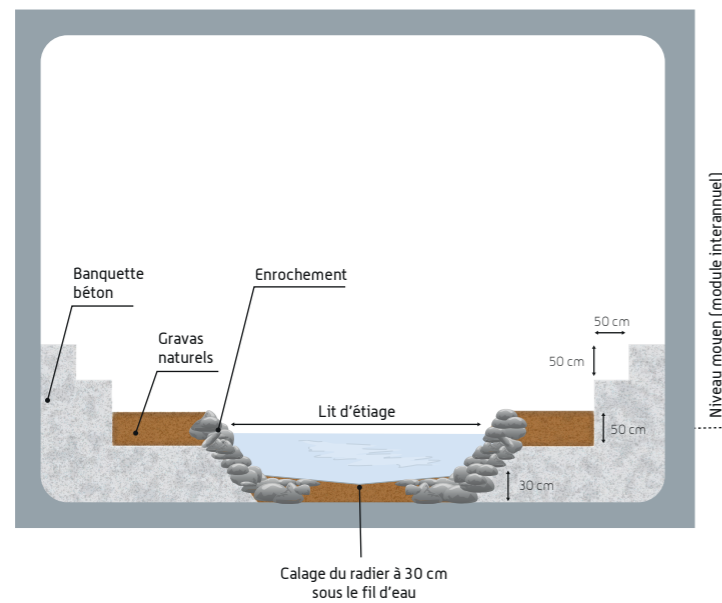 Banquette
béton
Enrochement
Gravas
naturels
Lit d’étiage
50 cm
50 cm
50 cm
30 cm
Niveau moyen (module interannuel)
Calage du radier à 30 cm
sous le fil d’eau